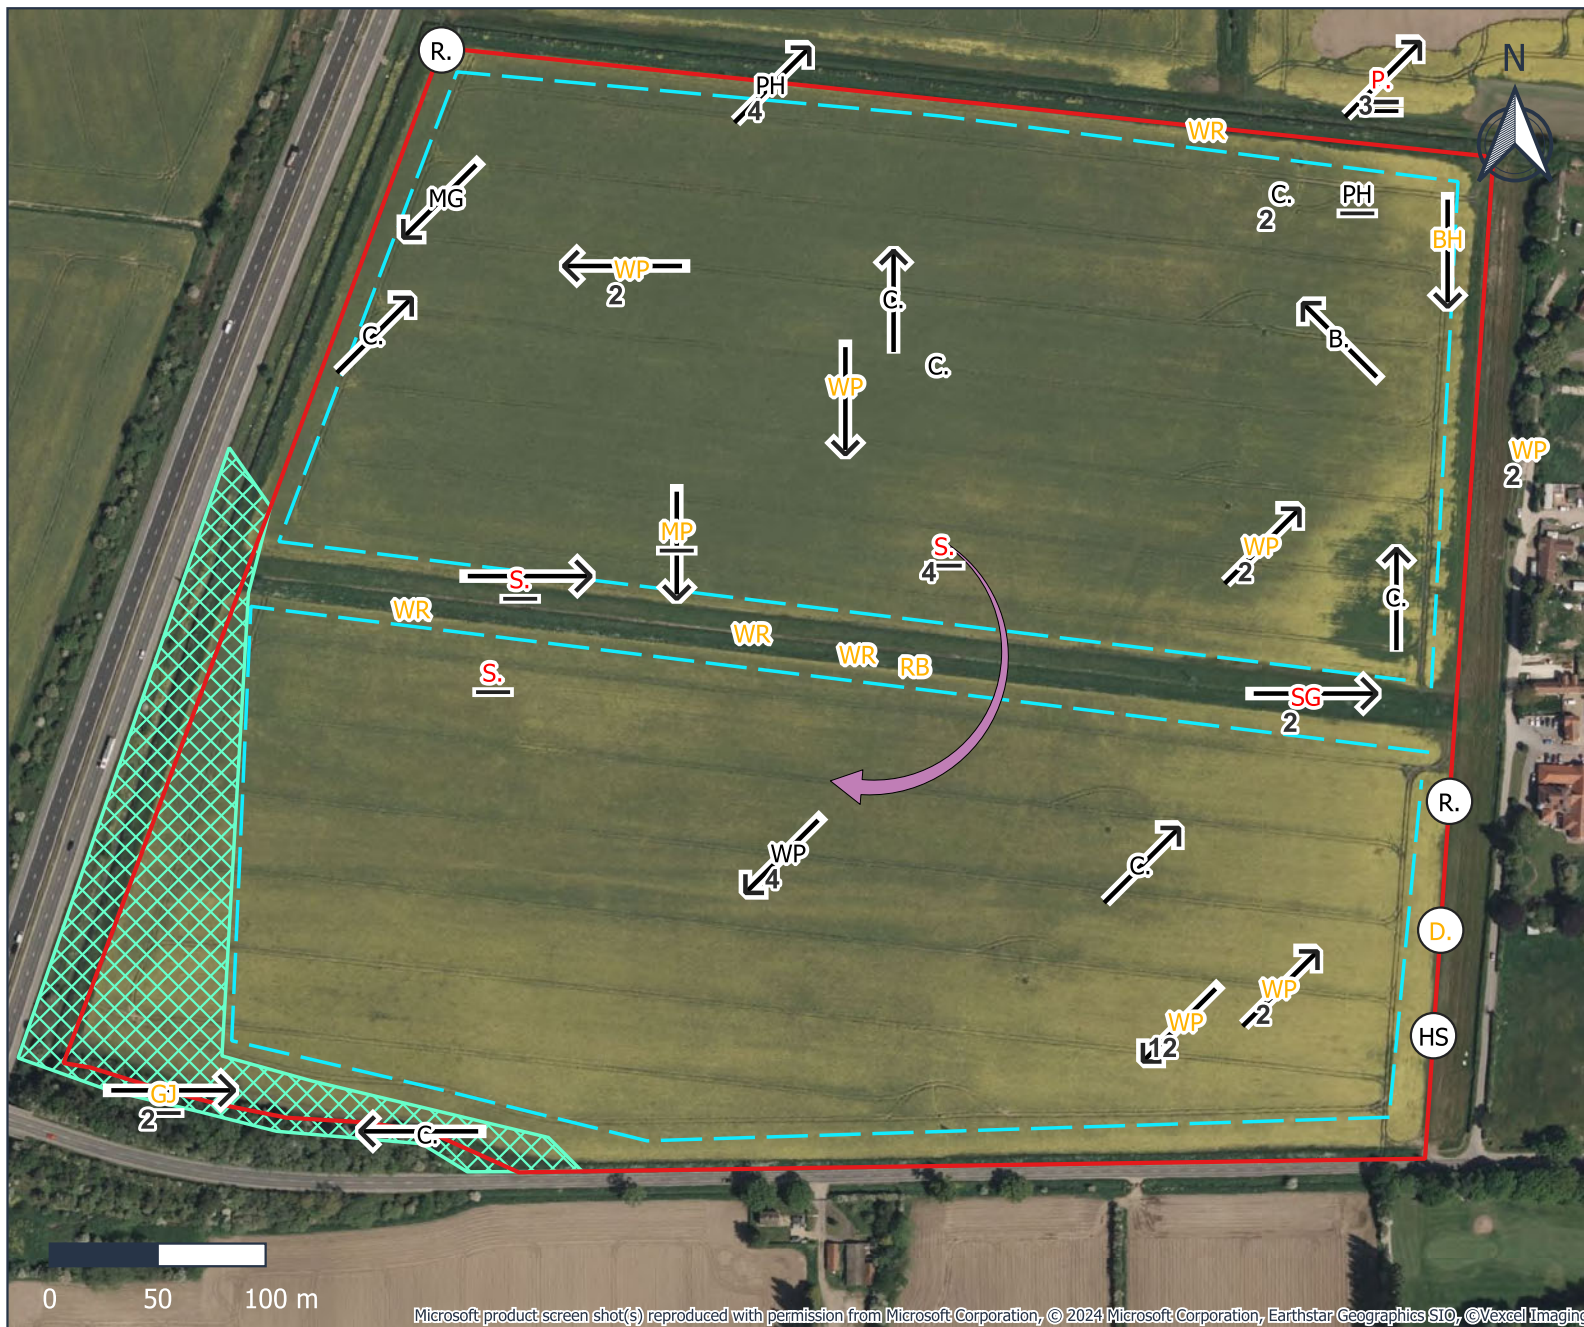 R.
PH
4
P.
3
N
WR
MG
C.
2
PH
BH
WP
2
C.
C.
B.
C.
WP
WP
2
MP
S.
4
WP
2
S.
C.
WR
WR
WR
RB
S.
SG
2
R.
WP
4
C.
D.
WP
2
WP
12
HS
GJ
2
C.
0 50 100 m
Microsoft product screen shot(s) reproduced with permission from Microsoft Corporation, © 2024 Microsoft Corporation, Earthstar Geographics SIO, ©Vexcel Imaging